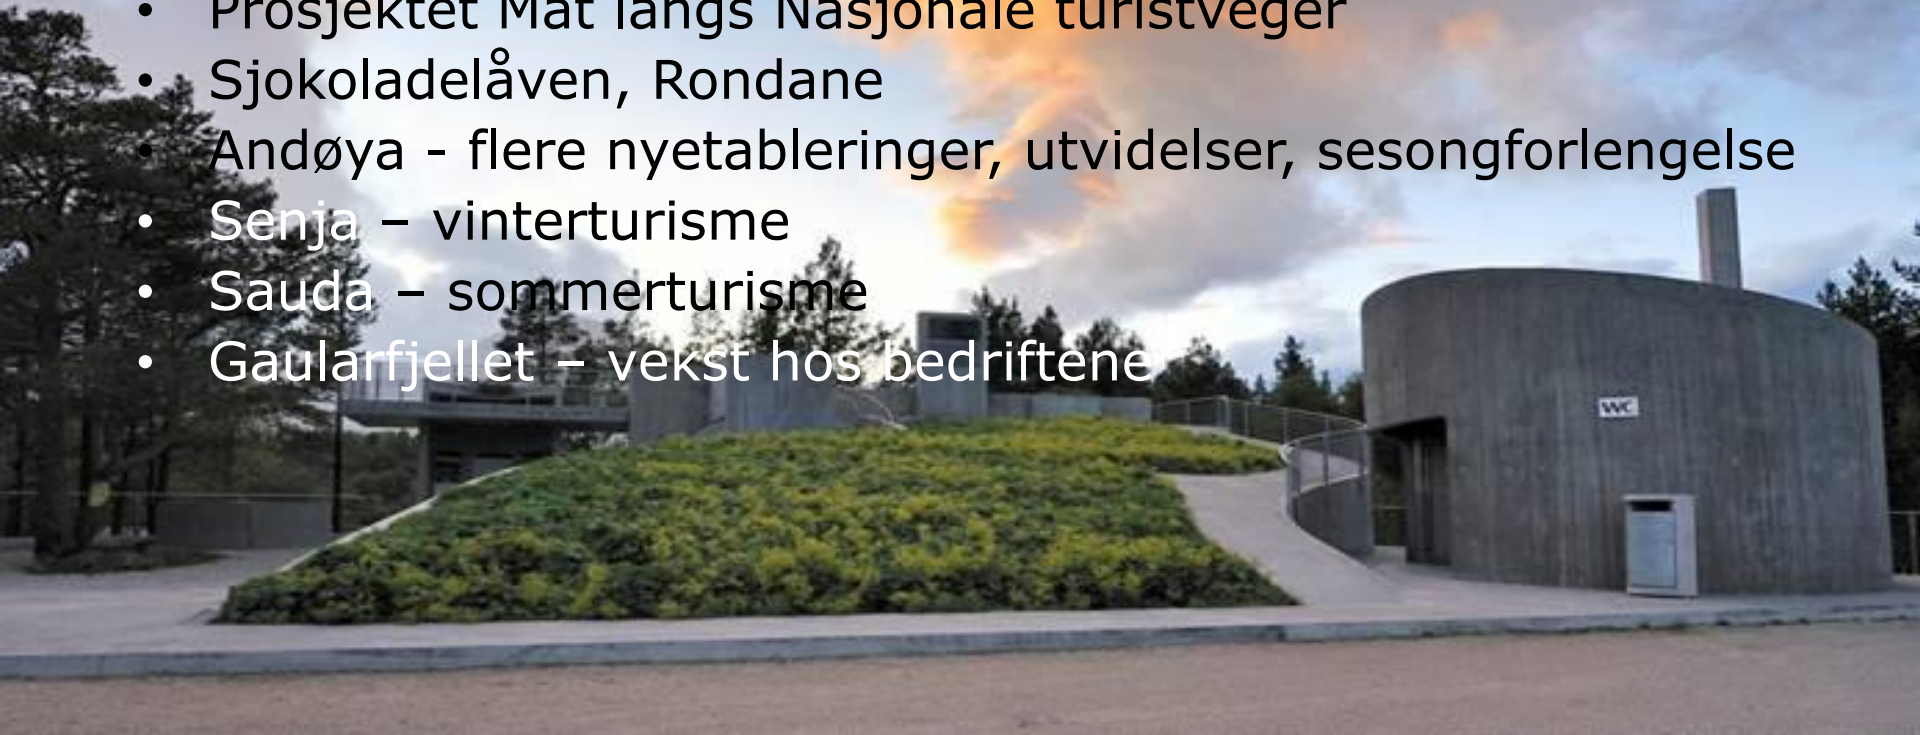 • Prosjektet Mat langs Nasjonale turistveger
• Sjokoladelåven, Rondane
• Andøya - flere nyetableringer, utvidelser, sesongforlengelse
• Senja – vinterturisme
• Sauda – sommerturisme
• Gaularfjellet – vekst hos bedriftene
WC